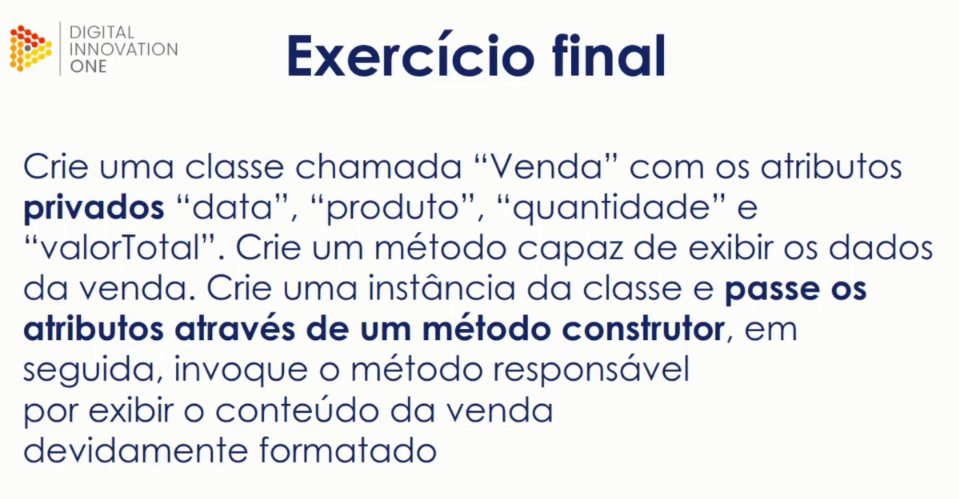 DIGITAL
INNOVATION
ONE
Exercício final
Crie uma classe chamada “Venda” com os atributos
privados “data”, “produto”, “quantidade” e
“valorTotal”. Crie um método capaz de exibir os dados
da venda. Crie uma instância da classe e passe os
atributos através de um método construtor, em
seguida, invoque o método responsável
por exibir o conteúdo da venda
devidamente formatado